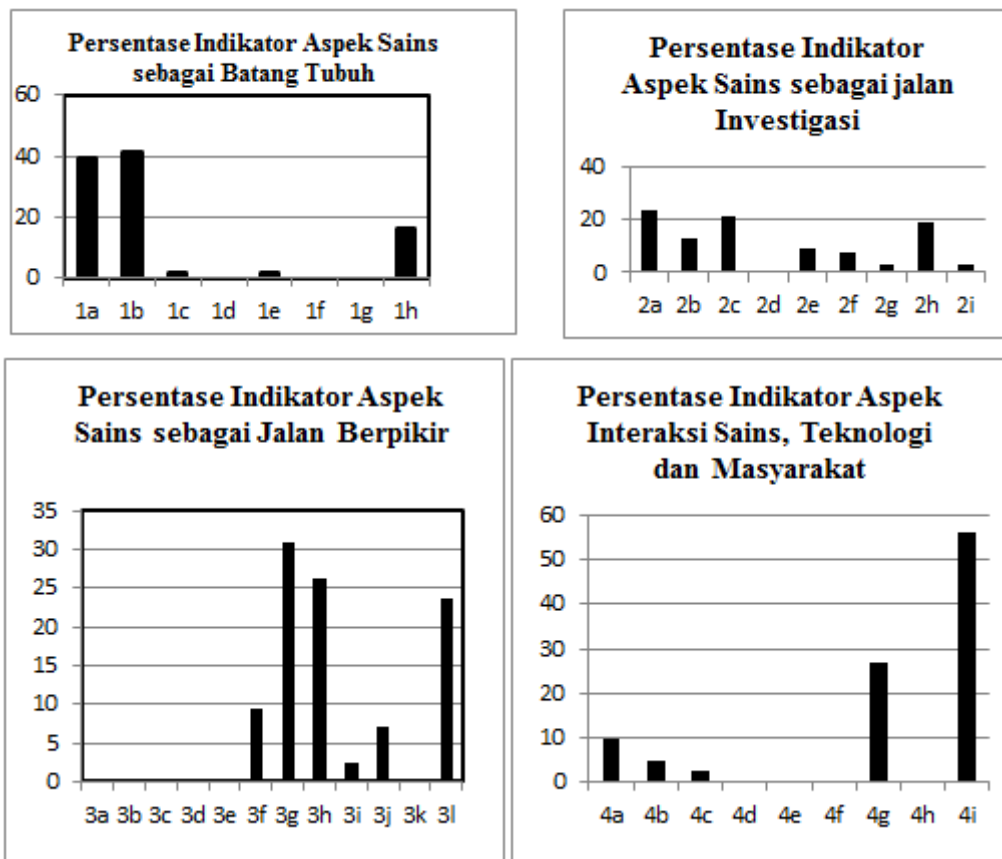 Persentase Indikator Aspek Sains
sebagai Batang Tubuh
60
40
20
0
1a 1b 1c 1d 1e 1f 1g 1h
Persentase Indikator
Aspek Sains sebagai jalan
Investigasi
40
20
0
2a 2b 2c 2d 2e 2f 2g 2h 2i
Persentase Indikator Aspek
Sains sebagai Jalan Berpikir
35
30
25
20
15
10
5
0
3a 3b 3c 3d 3e 3f 3g 3h 3i 3j 3k 3l
Persentase Indikator Aspek
Interaksi Sains, Teknologi
dan Masyarakat
60
50
40
30
20
10
0
4a 4b 4c 4d 4e 4f 4g 4h 4i